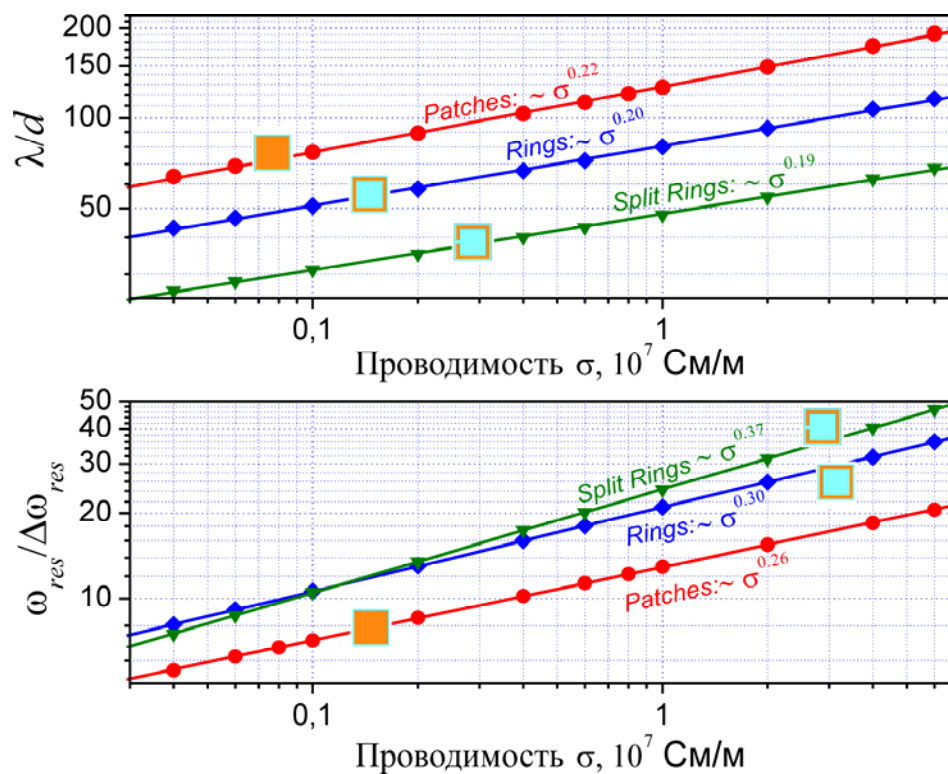 200
150
100
50
λ/d
Patches: ~ σ^0.22
Rings:~ σ^0.20
Split Rings: ~ σ^0.19
0,1 1
Проводимость σ, 10^7 См/м
50
40
30
20
10
ω_res/Δω_res
Split Rings ~ σ^0.37
Rings:~ σ^0.30
Patches:~ σ^0.26
0,1 1
Проводимость σ, 10^7 См/м